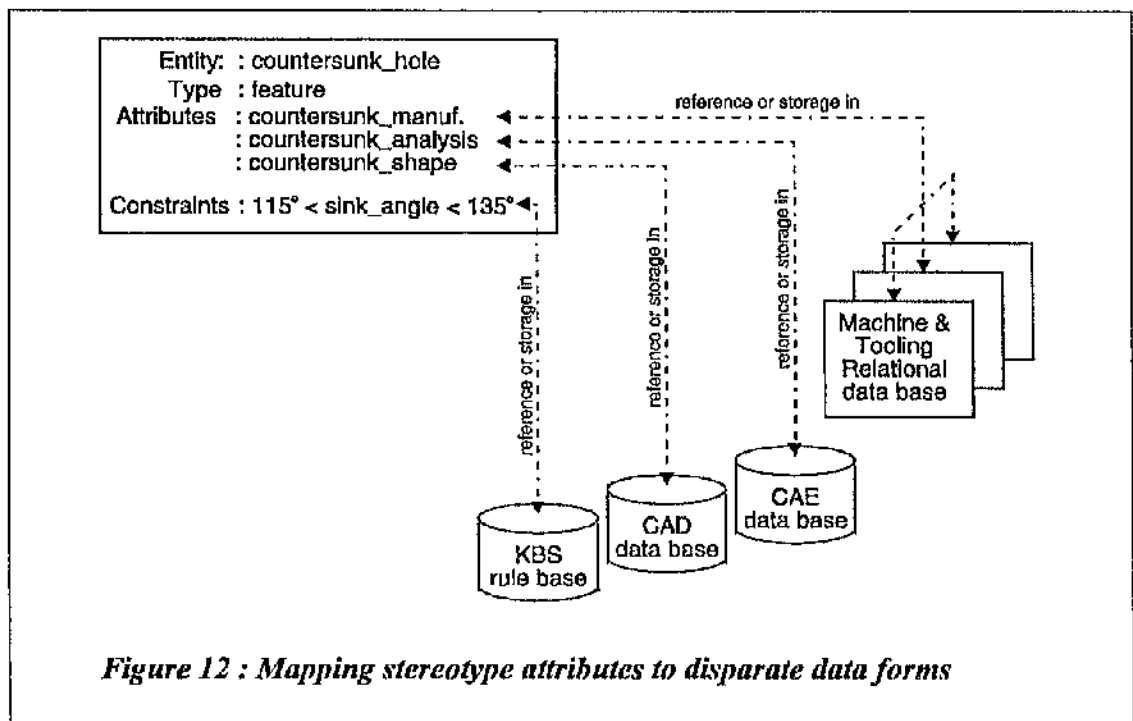 Entity: : countersunk_hole
Type : feature
Attributes : countersunk_manuf.
: countersunk_analysis
: countersunk_shape
Constraints : 115° < sink_angle < 135°
reference or storage in
reference or storage in
reference or storage in
reference or storage in
Machine &
Tooling
Relational
data base
CAE
data base
CAD
data base
KBS
rule base
Figure 12 : Mapping stereotype attributes to disparate data forms